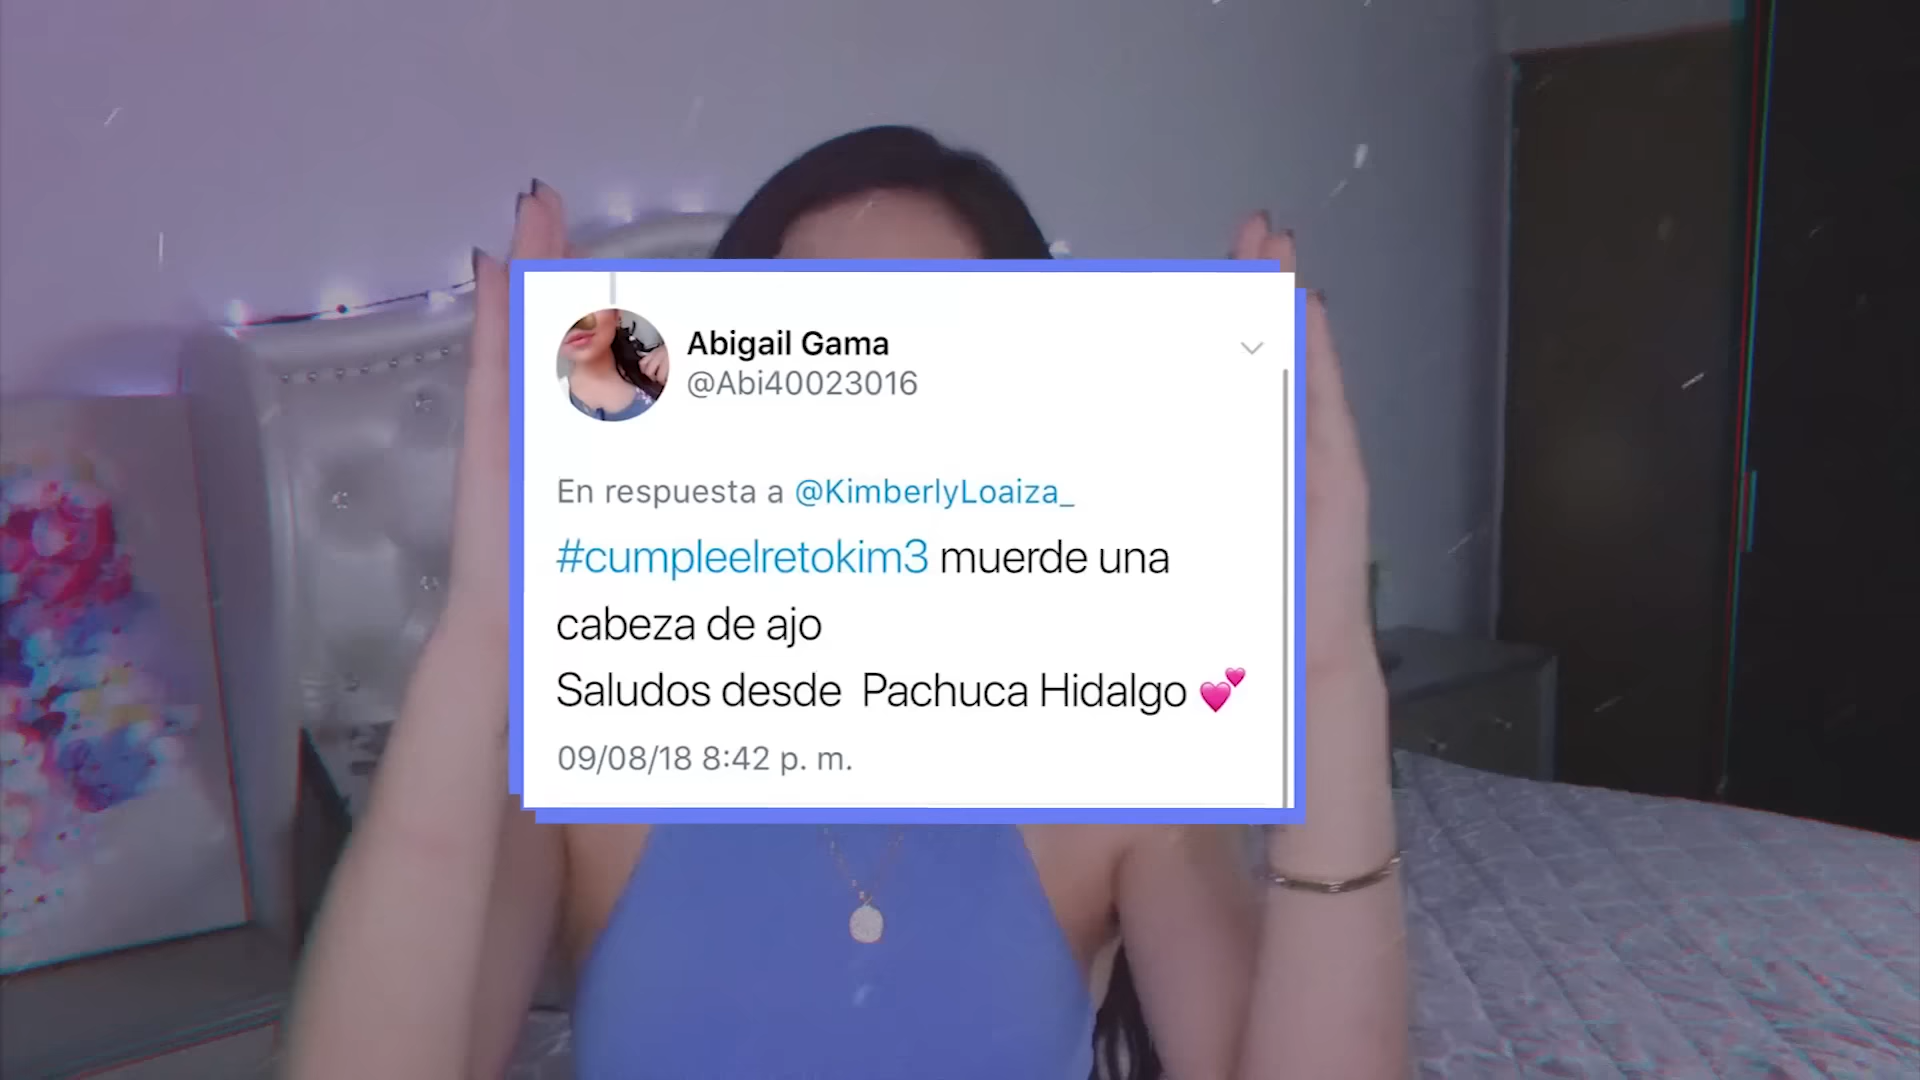 Abigail Gama
@Abi40023016
En respuesta a @KimberlyLoaiza_
#cumpleelretokim3 muerde una
cabeza de ajo
Saludos desde Pachuca Hidalgo 💕
09/08/18 8:42 p. m.